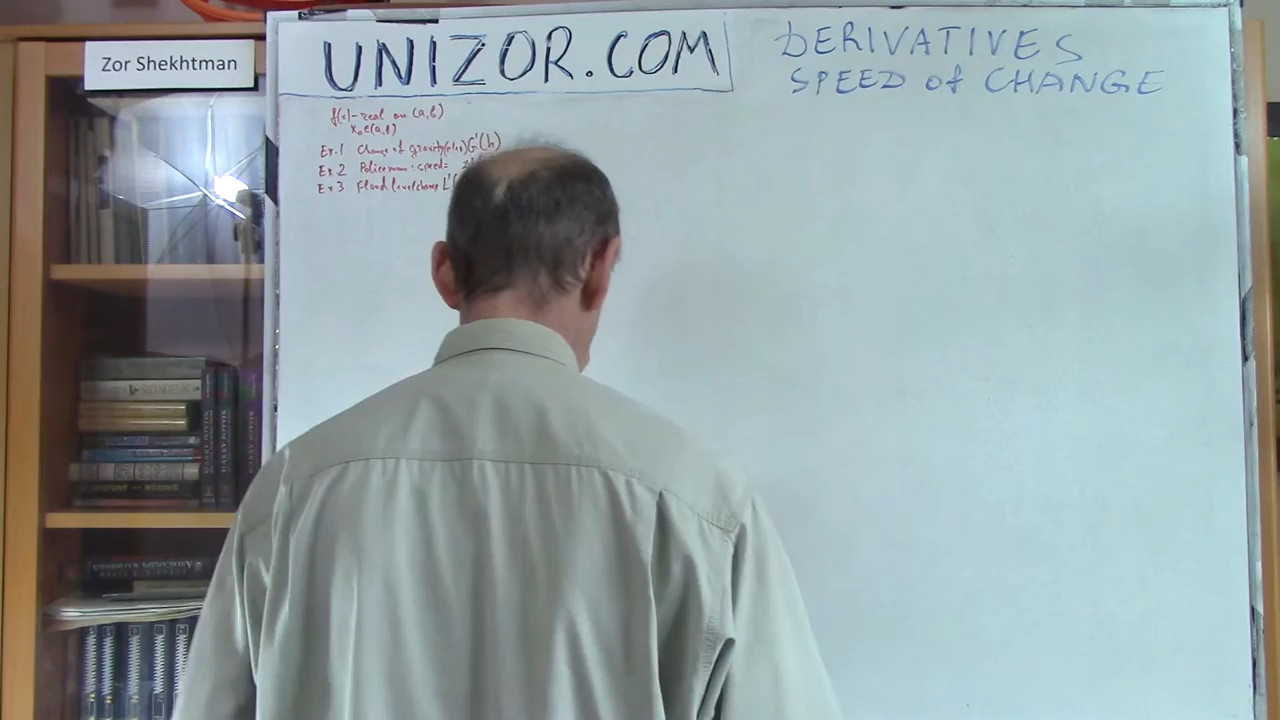 Zor Shekhtman
UNIZOR.COM
DERIVATIVES
SPEED of CHANGE
f(x)-real on (a,b)
x₀∈(a,b)
Ex.1 Change of gravity G'(h)
Ex 2 Policeman: speed=
Ex 3 Flood level change L'(